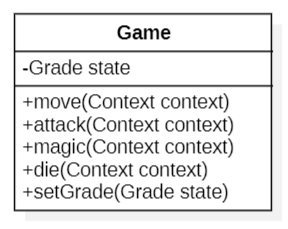 Game
-Grade state
+move(Context context)
+attack(Context context)
+magic(Context context)
+die(Context context)
+setGrade(Grade state)